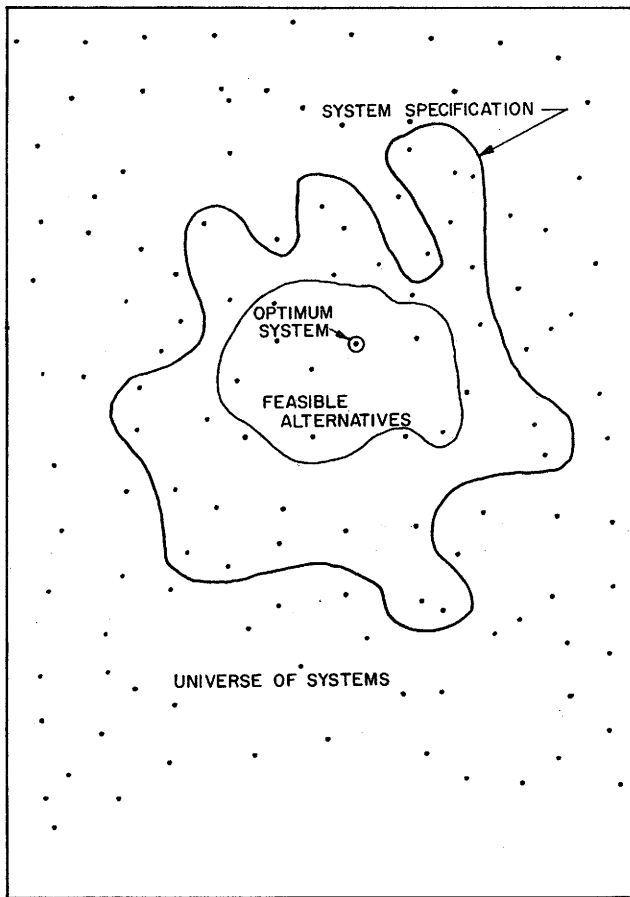 SYSTEM SPECIFICATION
OPTIMUM
SYSTEM
FEASIBLE
ALTERNATIVES
UNIVERSE OF SYSTEMS